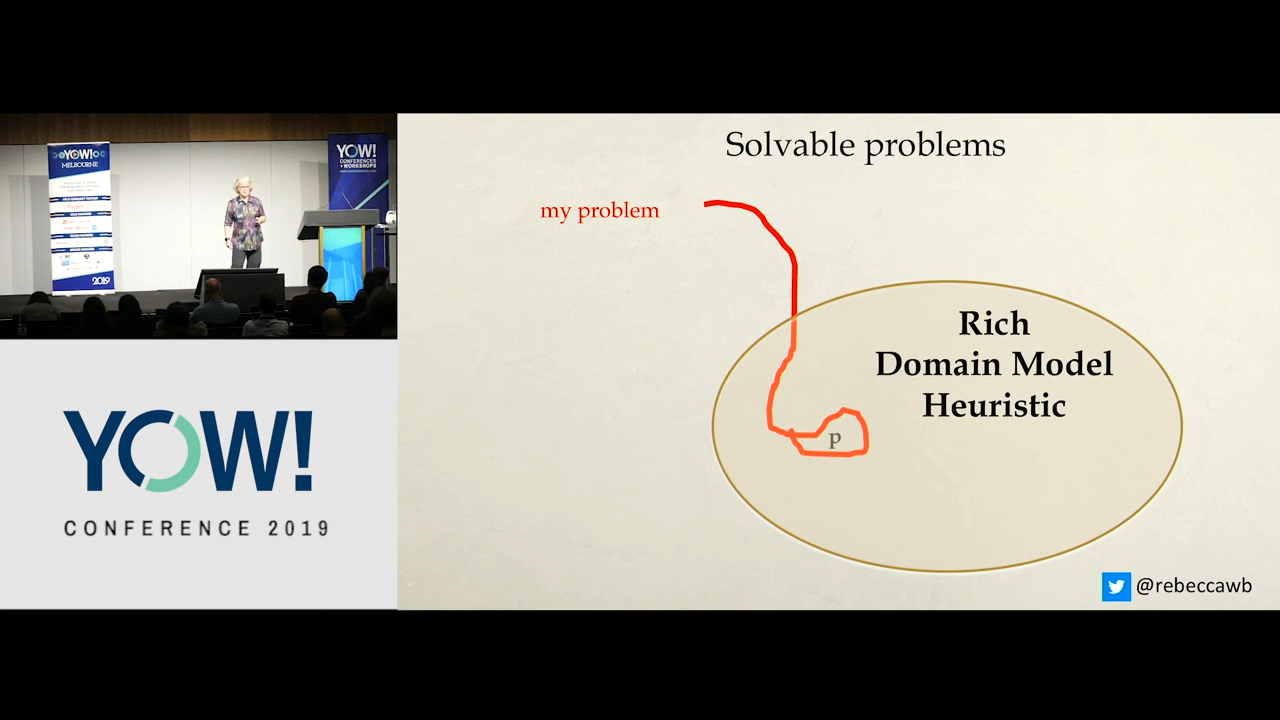 YOW!
MELBOURNE
2019
YOW!
CONFERENCES
+ WORKSHOPS
YOW!
CONFERENCE 2019
Solvable problems
my problem
Rich
Domain Model
Heuristic
p
@rebeccawb